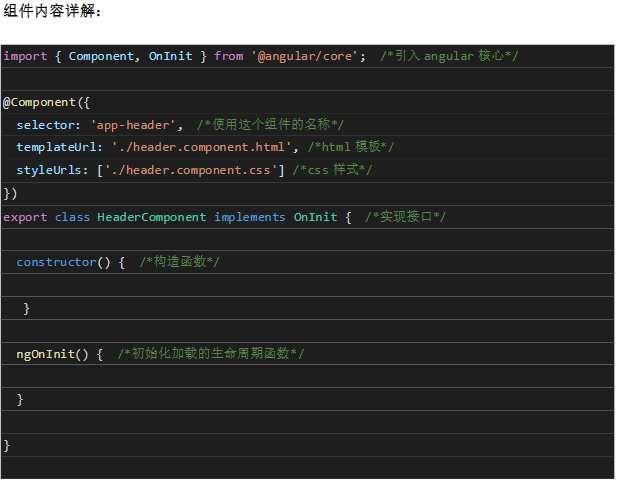 组件内容详解：
import { Component, OnInit } from '@angular/core';  /*引入 angular 核心*/
@Component({
  selector: 'app-header',  /*使用这个组件的名称*/
  templateUrl: './header.component.html', /*html 模板*/
  styleUrls: ['./header.component.css'] /*css 样式*/
})
export class HeaderComponent implements OnInit {  /*实现接口*/
  constructor() {  /*构造函数*/
   }
  ngOnInit() {  /*初始化加载的生命周期函数*/
  }
}